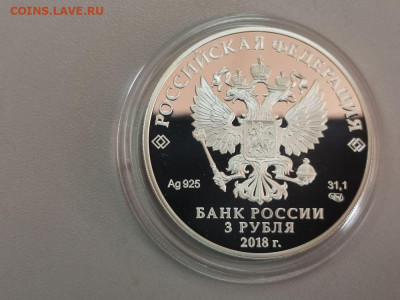 COINS.LAVE.RU
РОССИЙСКАЯ ФЕДЕРАЦИЯ
Ag 925
31,1
БАНК РОССИИ
3 РУБЛЯ
2018 г.